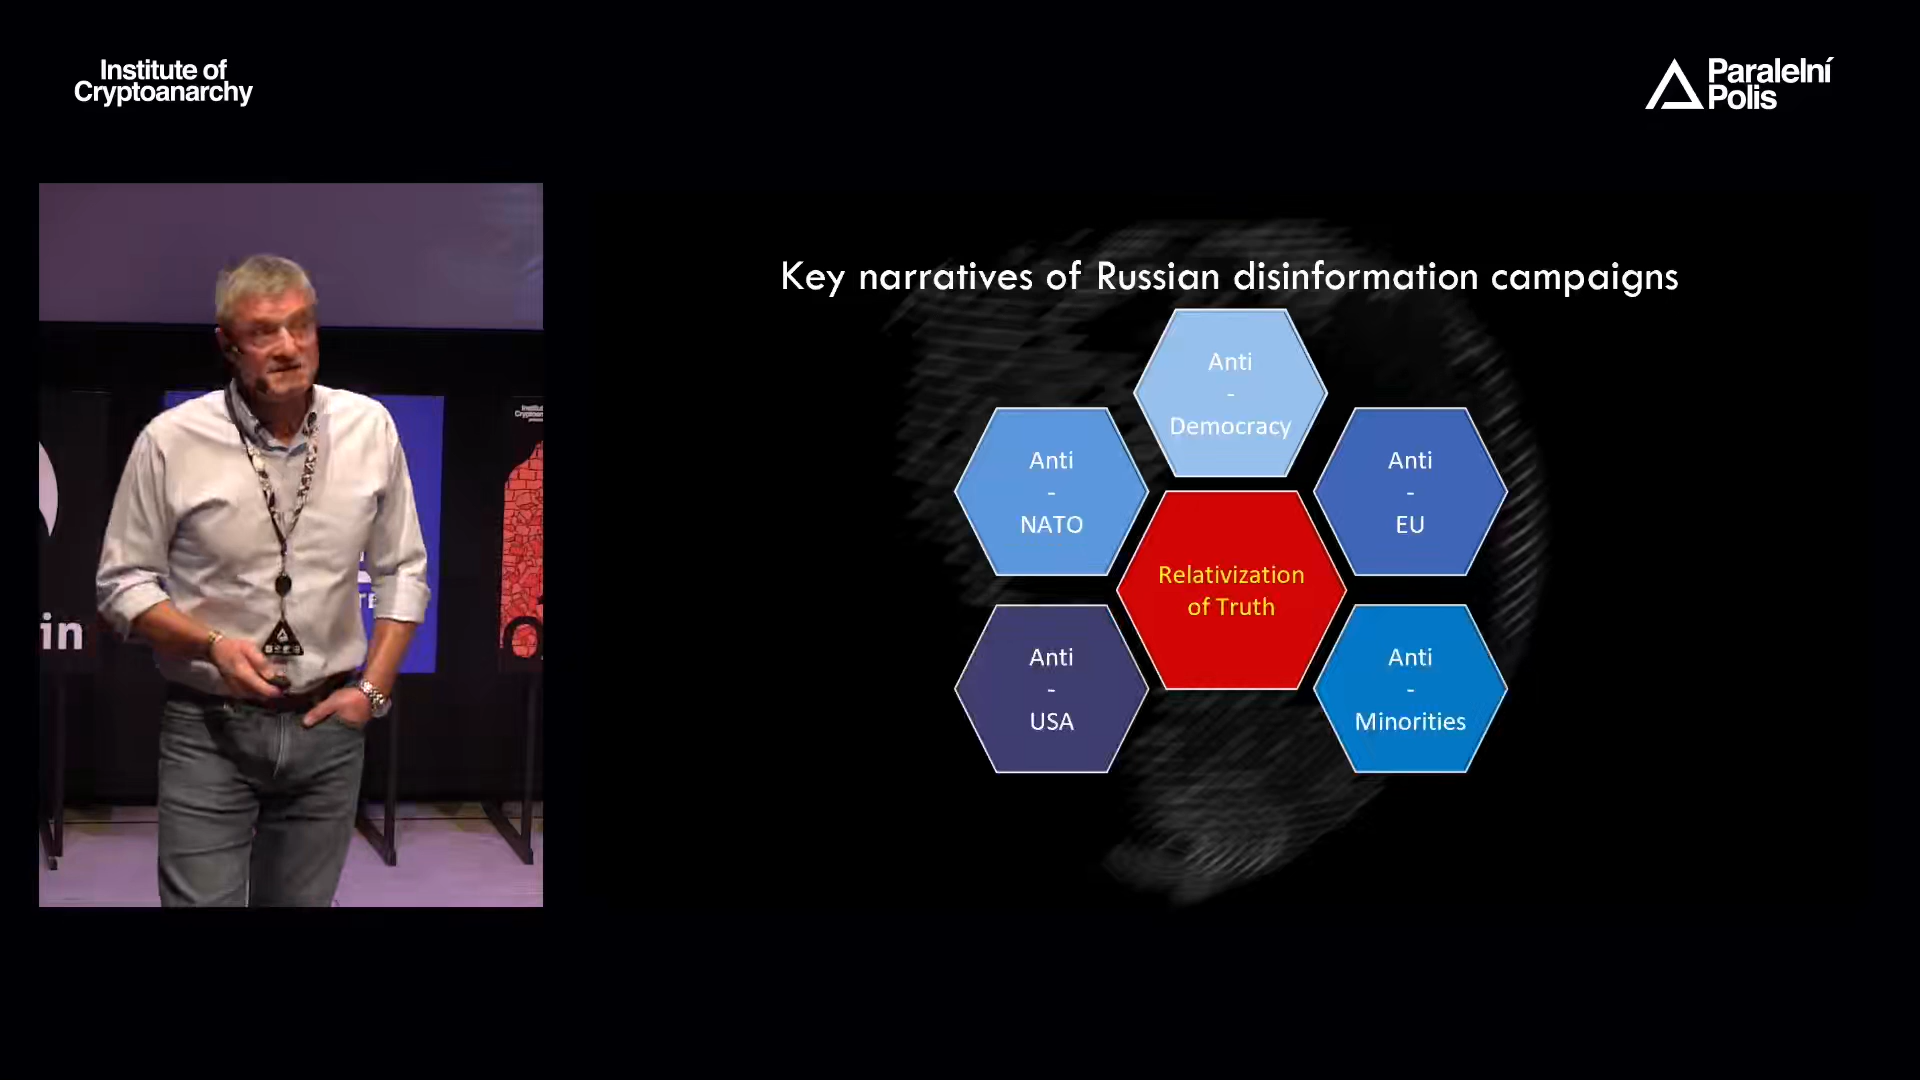 Institute of
Cryptoanarchy
Paralelní
Polis
Key narratives of Russian disinformation campaigns
Anti
-
Democracy
Anti
-
NATO
Anti
-
EU
Relativization
of Truth
Anti
-
USA
Anti
-
Minorities
in